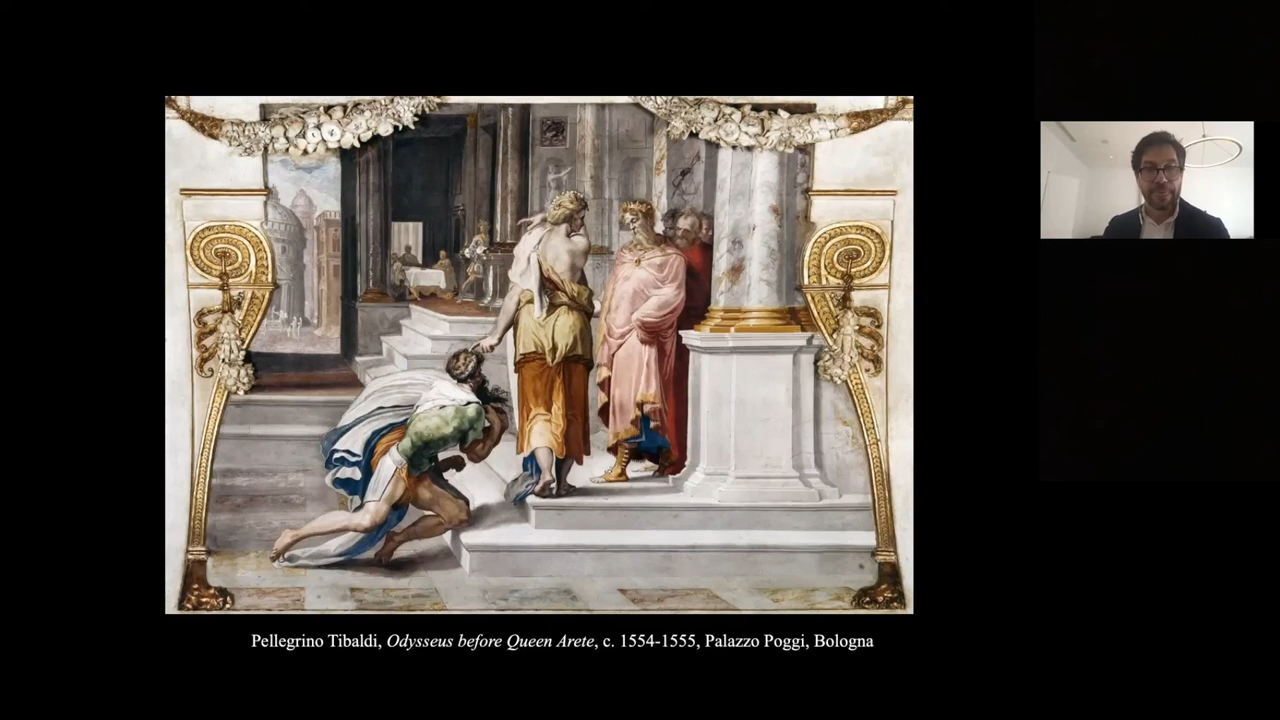 Pellegrino Tibaldi, Odysseus before Queen Arete, c. 1554-1555, Palazzo Poggi, Bologna